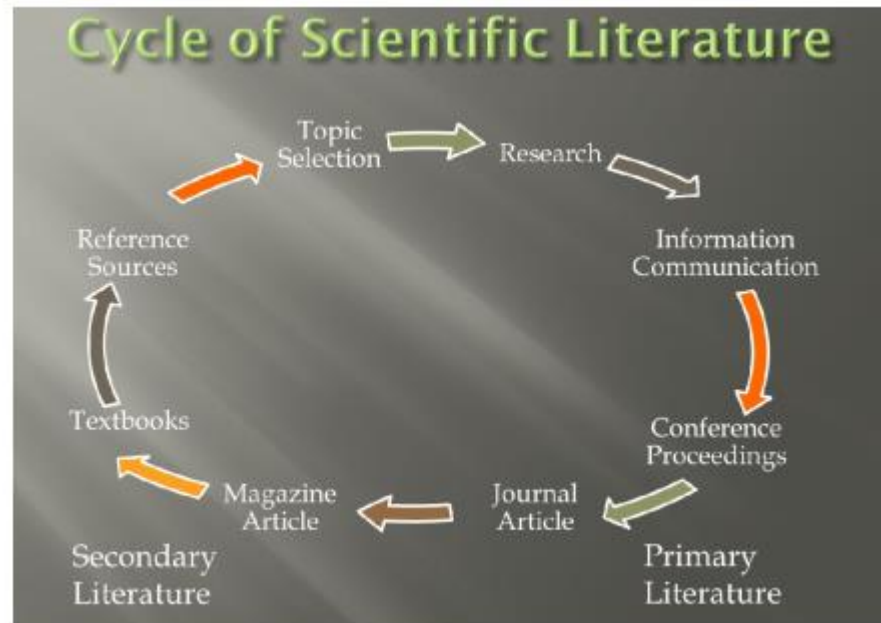 Cycle of Scientific Literature
Topic
Selection
Research
Information
Communication
Conference
Proceedings
Journal
Article
Magazine
Article
Textbooks
Reference
Sources
Secondary
Literature
Primary
Literature